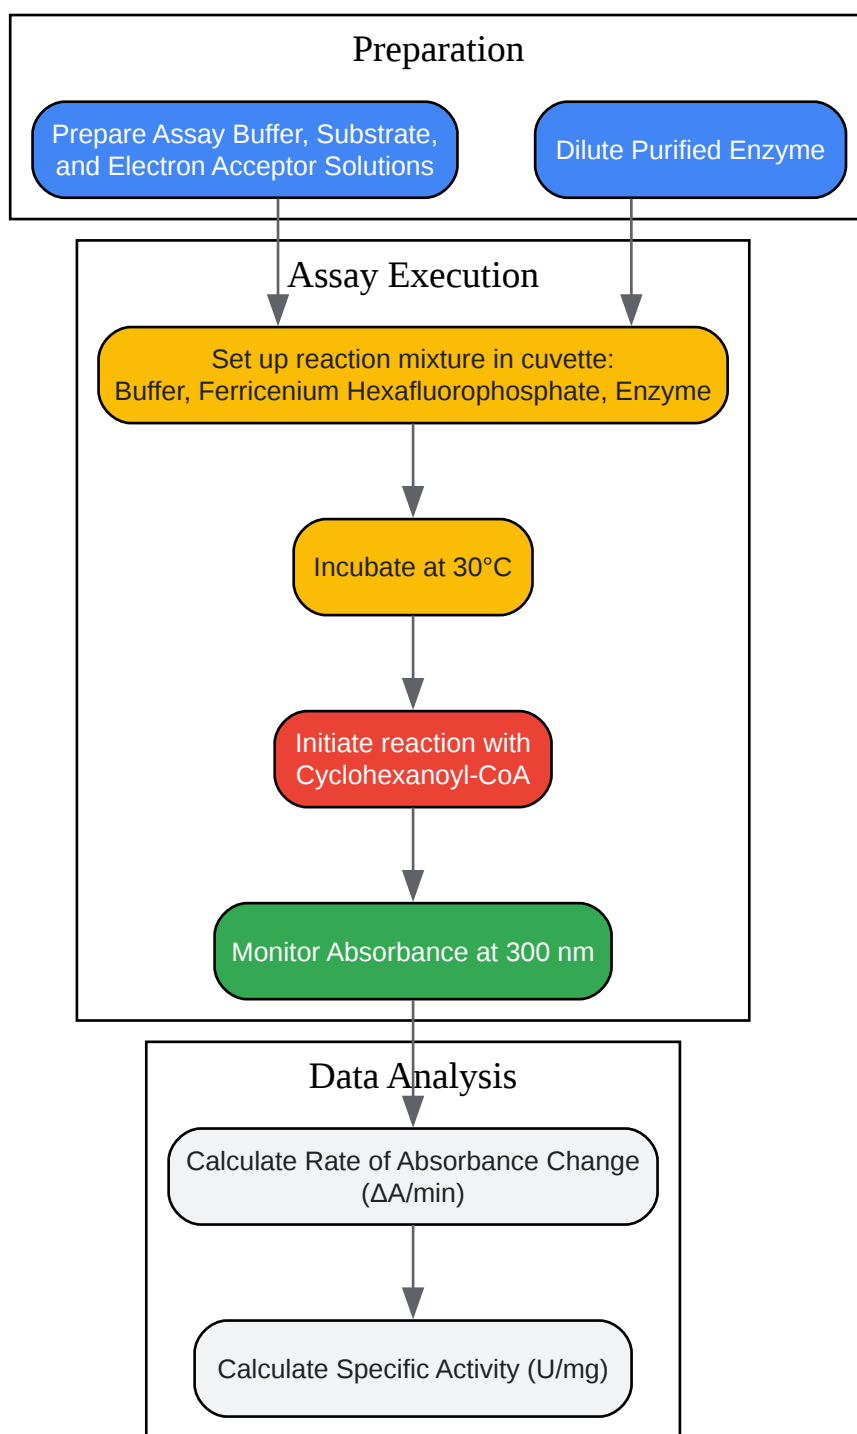 Preparation
Prepare Assay Buffer, Substrate,
and Electron Acceptor Solutions
Dilute Purified Enzyme
Assay Execution
Set up reaction mixture in cuvette:
Buffer, Ferricenium Hexafluorophosphate, Enzyme
Incubate at 30°C
Initiate reaction with
Cyclohexanoyl-CoA
Monitor Absorbance at 300 nm
Data Analysis
Calculate Rate of Absorbance Change
(ΔA/min)
Calculate Specific Activity (U/mg)